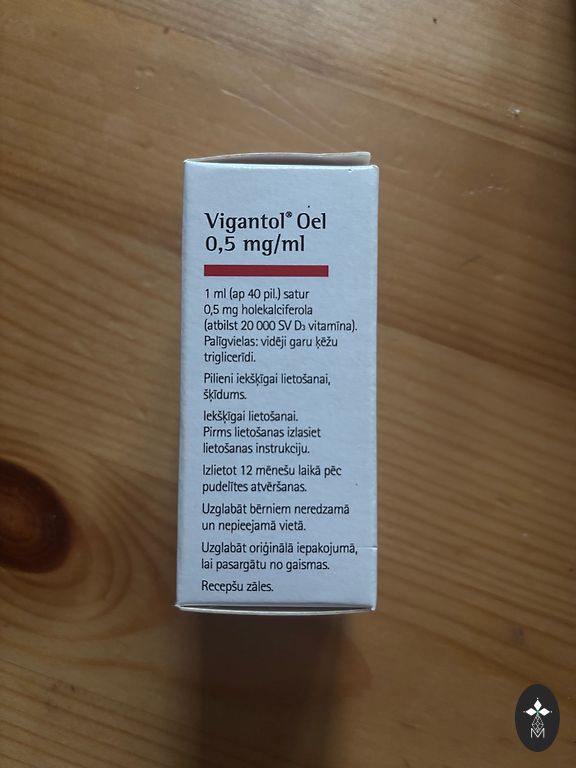 Vigantol® Oel
0,5 mg/ml
1 ml (ap 40 pil.) satur
0,5 mg holekalciferola
(atbilst 20 000 SV D₃ vitamīna).
Palīgvielas: vidēji garu ķēžu
triglicerīdi.
Pilieni iekšķīgai lietošanai,
šķīdums.
Iekšķīgai lietošanai.
Pirms lietošanas izlasiet
lietošanas instrukciju.
Izlietot 12 mēnešu laikā pēc
pudelītes atvēršanas.
Uzglabāt bērniem neredzamā
un nepieejamā vietā.
Uzglabāt oriģinālā iepakojumā,
lai pasargātu no gaismas.
Recepšu zāles.
M